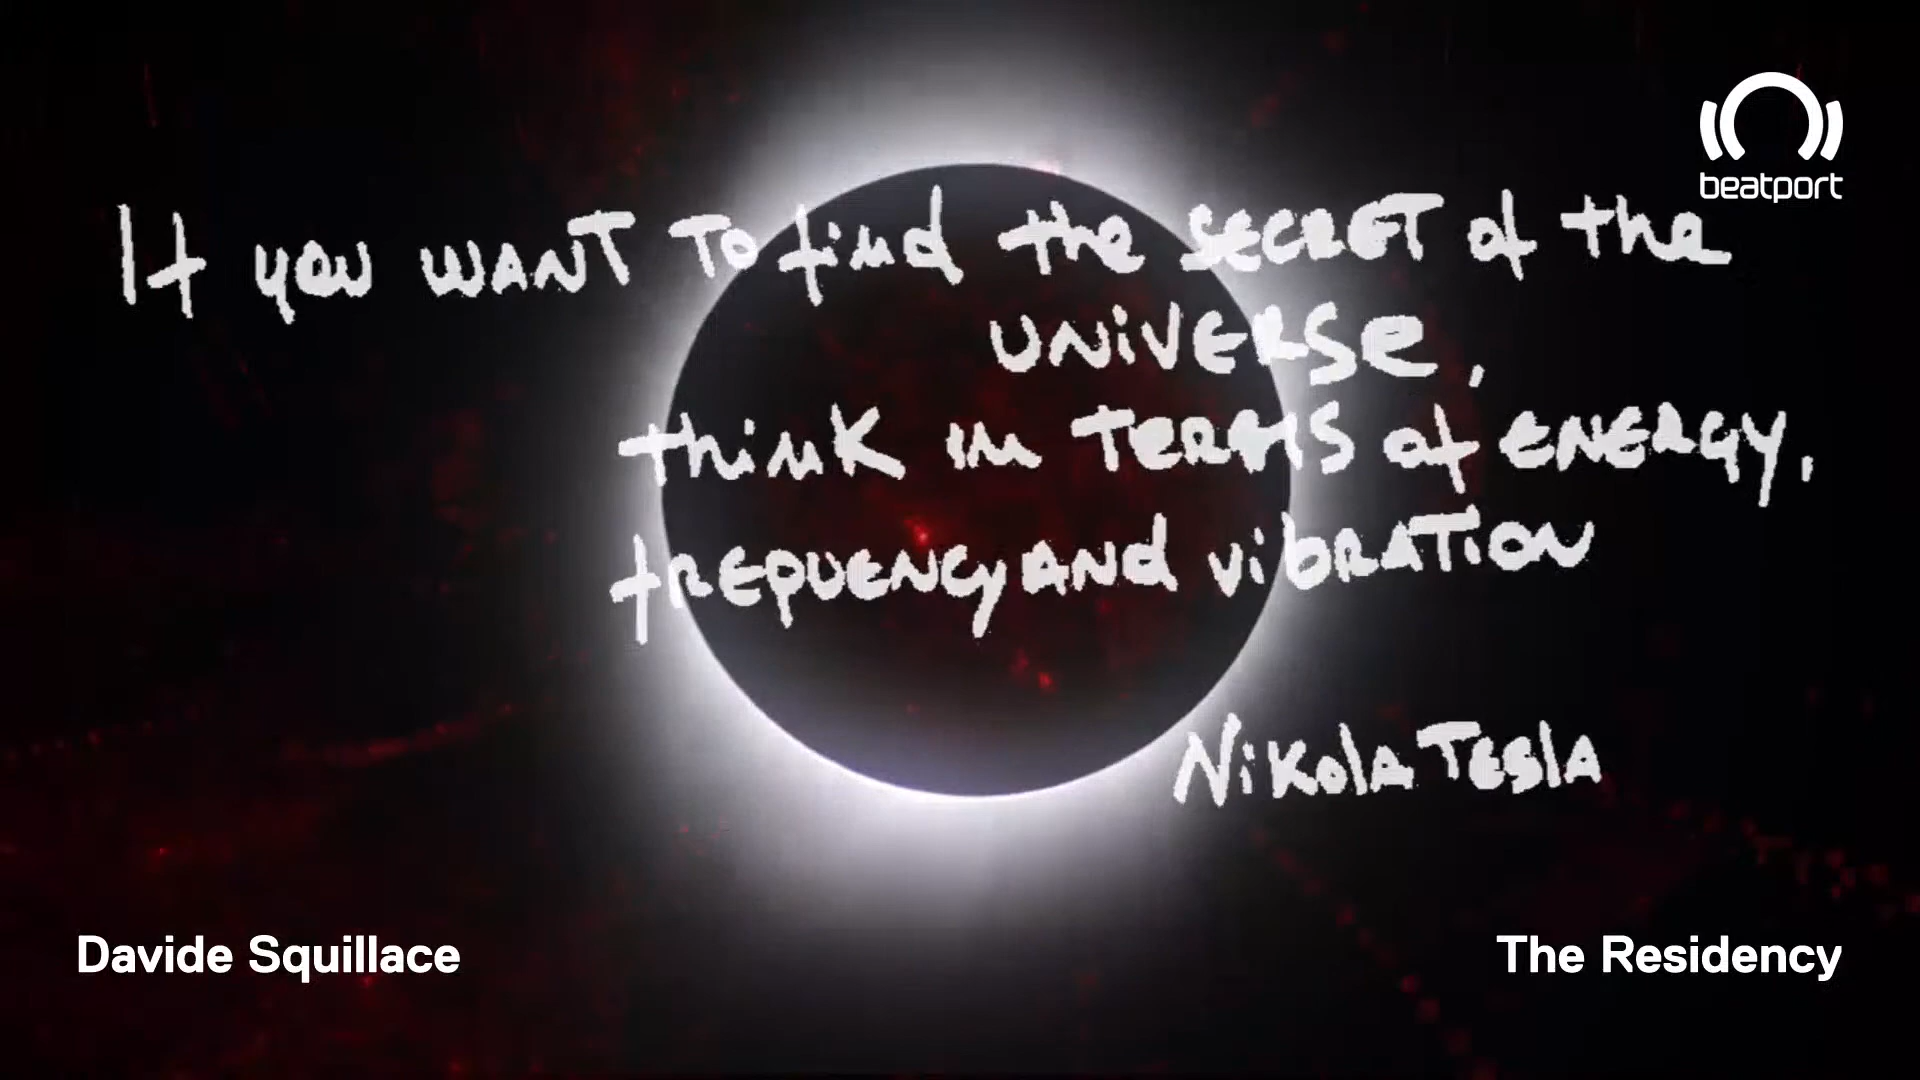 beatport
If you WANT To find the SECRET of the
UNiVERSe,
think in TERMS of ENERGY,
fREqUENCY ANd vibRATiON
NiKolA TeslA
Davide Squillace
The Residency